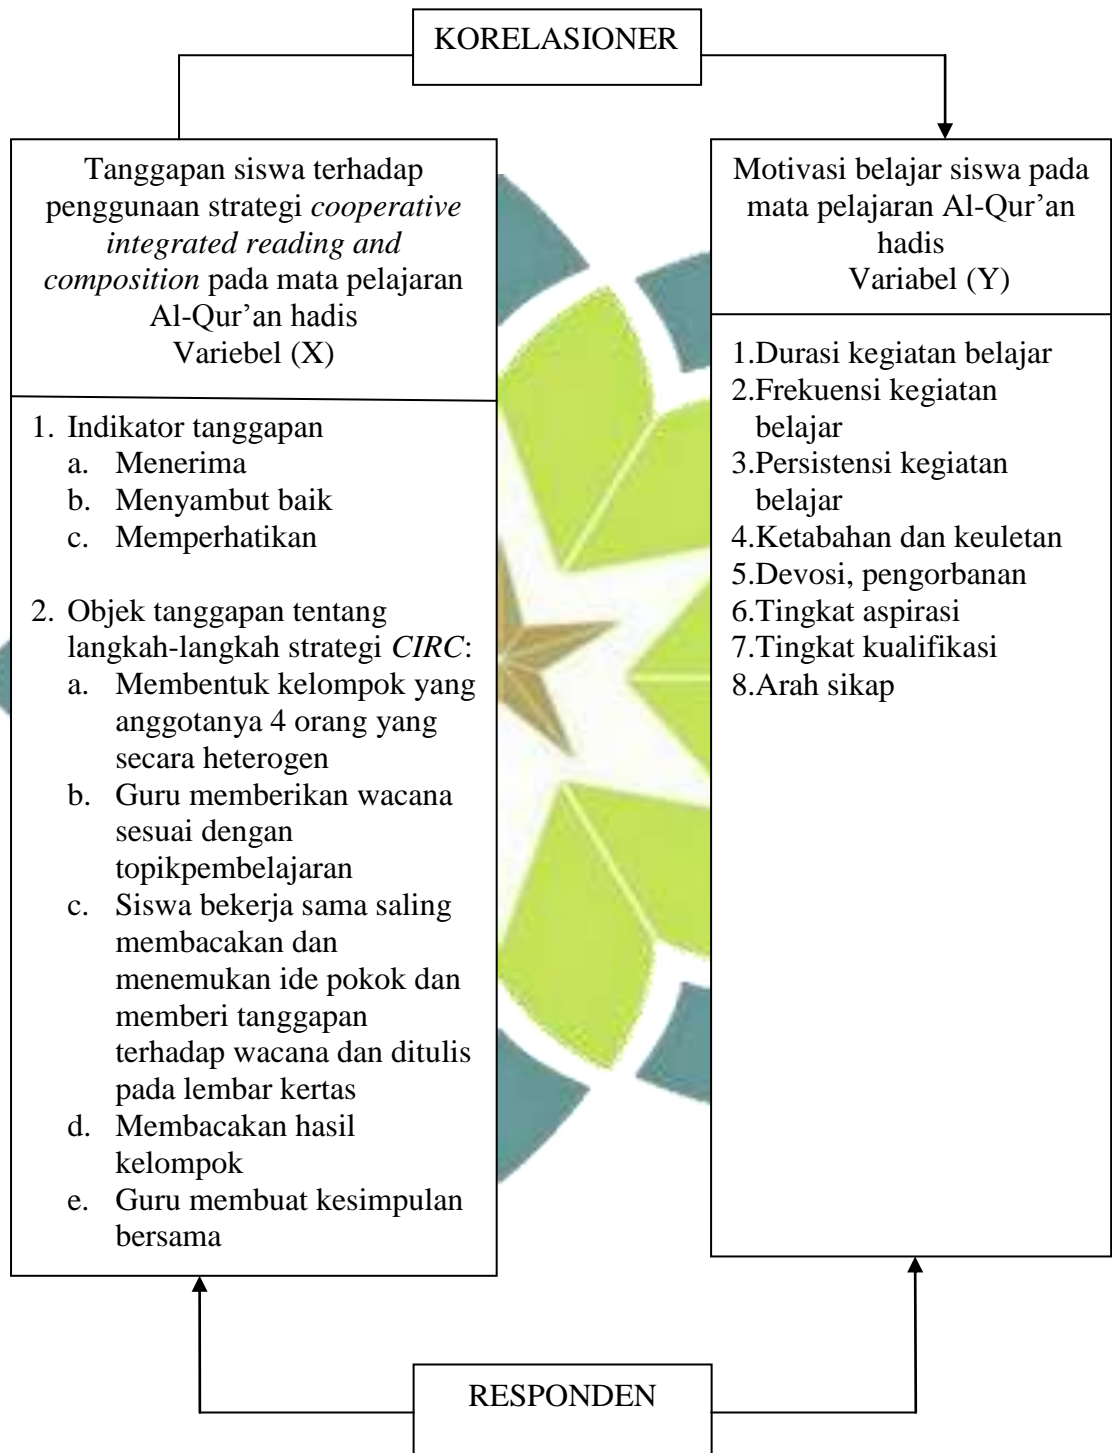 KORELASIONER
Tanggapan siswa terhadap
penggunaan strategi cooperative
integrated reading and
composition pada mata pelajaran
Al-Qur’an hadis
Variebel (X)
1. Indikator tanggapan
a. Menerima
b. Menyambut baik
c. Memperhatikan
2. Objek tanggapan tentang
langkah-langkah strategi CIRC:
a. Membentuk kelompok yang
anggotanya 4 orang yang
secara heterogen
b. Guru memberikan wacana
sesuai dengan
topikpembelajaran
c. Siswa bekerja sama saling
membacakan dan
menemukan ide pokok dan
memberi tanggapan
terhadap wacana dan ditulis
pada lembar kertas
d. Membacakan hasil
kelompok
e. Guru membuat kesimpulan
bersama
Motivasi belajar siswa pada
mata pelajaran Al-Qur’an
hadis
Variabel (Y)
1.Durasi kegiatan belajar
2.Frekuensi kegiatan
belajar
3.Persistensi kegiatan
belajar
4.Ketabahan dan keuletan
5.Devosi, pengorbanan
6.Tingkat aspirasi
7.Tingkat kualifikasi
8.Arah sikap
RESPONDEN